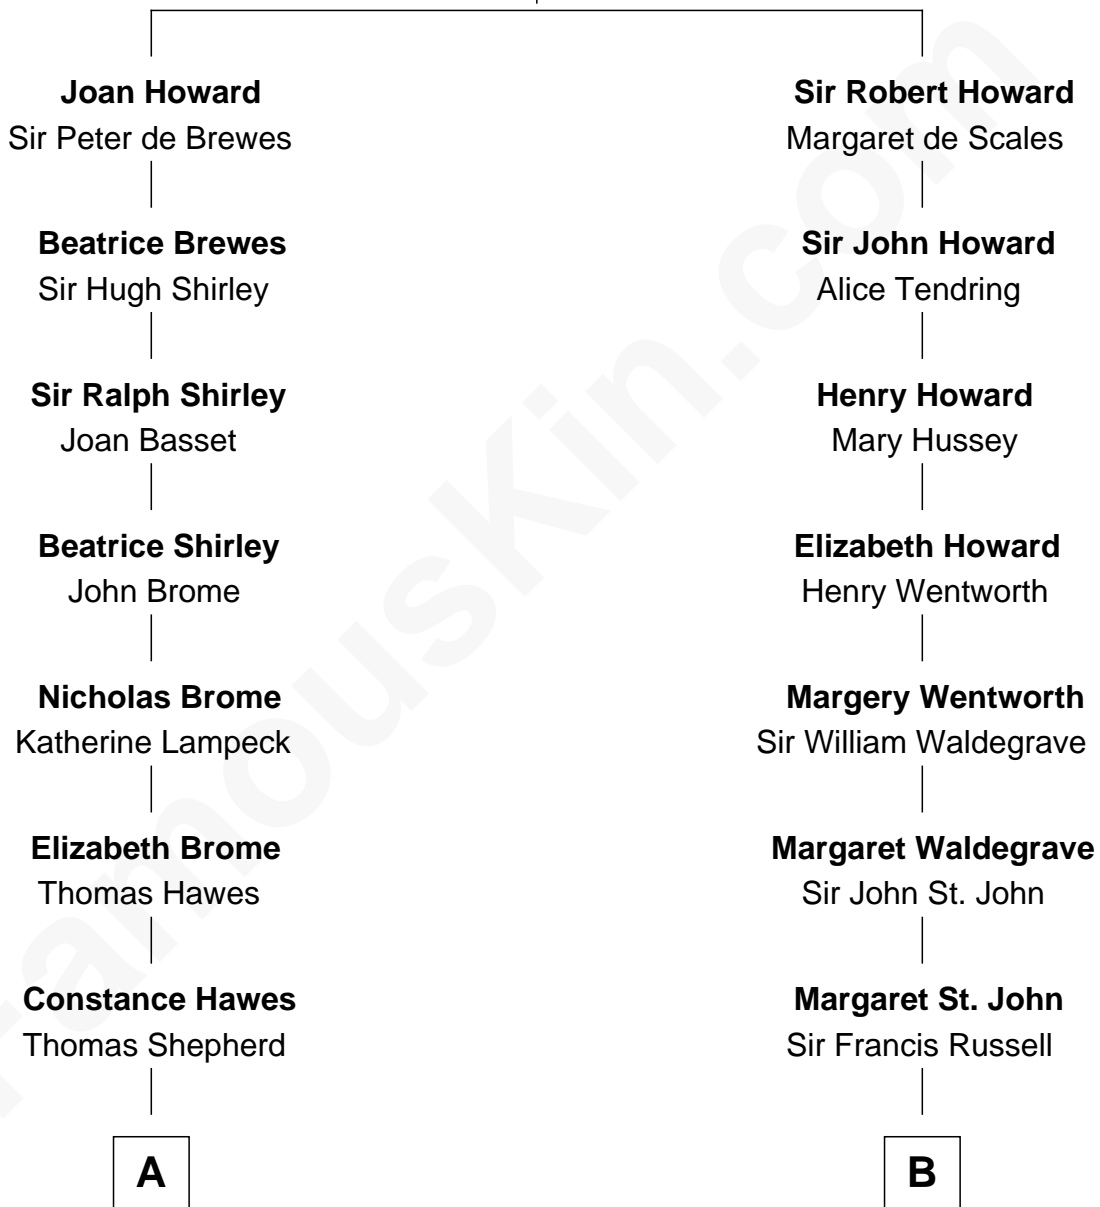 Joan Howard
Sir Peter de Brewes
Sir Robert Howard
Margaret de Scales
Beatrice Brewes
Sir Hugh Shirley
Sir John Howard
Alice Tendring
Sir Ralph Shirley
Joan Basset
Henry Howard
Mary Hussey
Beatrice Shirley
John Brome
Elizabeth Howard
Henry Wentworth
Nicholas Brome
Katherine Lampeck
Margery Wentworth
Sir William Waldegrave
Elizabeth Brome
Thomas Hawes
Margaret Waldegrave
Sir John St. John
Constance Hawes
Thomas Shepherd
Margaret St. John
Sir Francis Russell
A
B
FamousKin.com